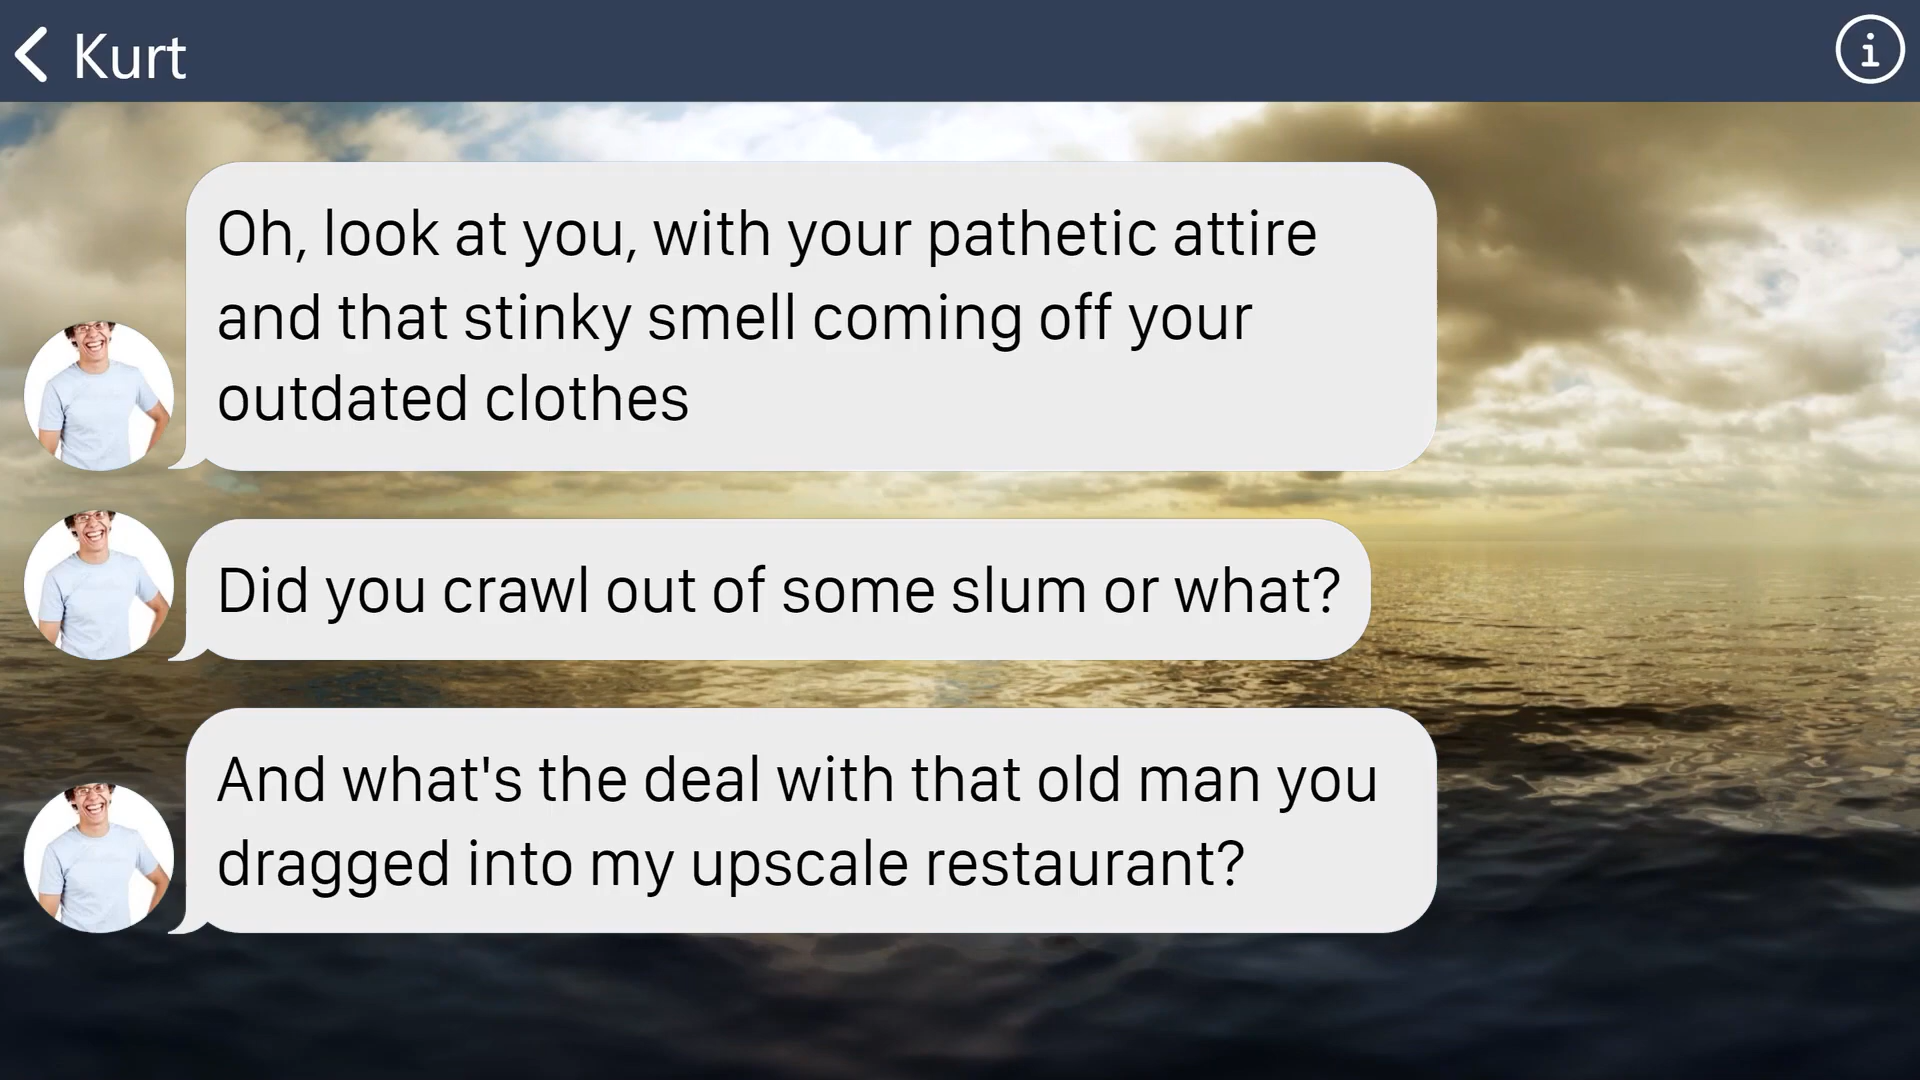 Kurt
Oh, look at you, with your pathetic attire
and that stinky smell coming off your
outdated clothes
Did you crawl out of some slum or what?
And what's the deal with that old man you
dragged into my upscale restaurant?